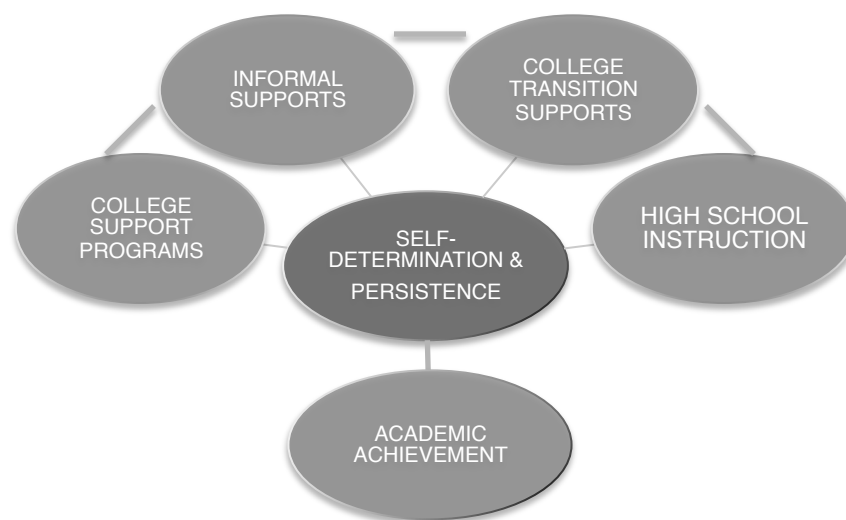 INFORMAL
SUPPORTS
COLLEGE
TRANSITION
SUPPORTS
COLLEGE
SUPPORT
PROGRAMS
HIGH SCHOOL
INSTRUCTION
SELF-
DETERMINATION &
PERSISTENCE
ACADEMIC
ACHIEVEMENT